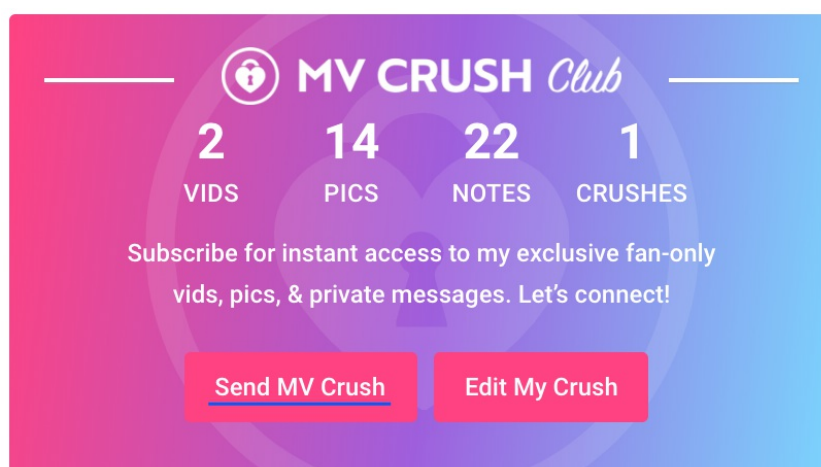 MV CRUSH Club
2 14 22 1
VIDS PICS NOTES CRUSHES
Subscribe for instant access to my exclusive fan-only
vids, pics, & private messages. Let’s connect!
Send MV Crush Edit My Crush